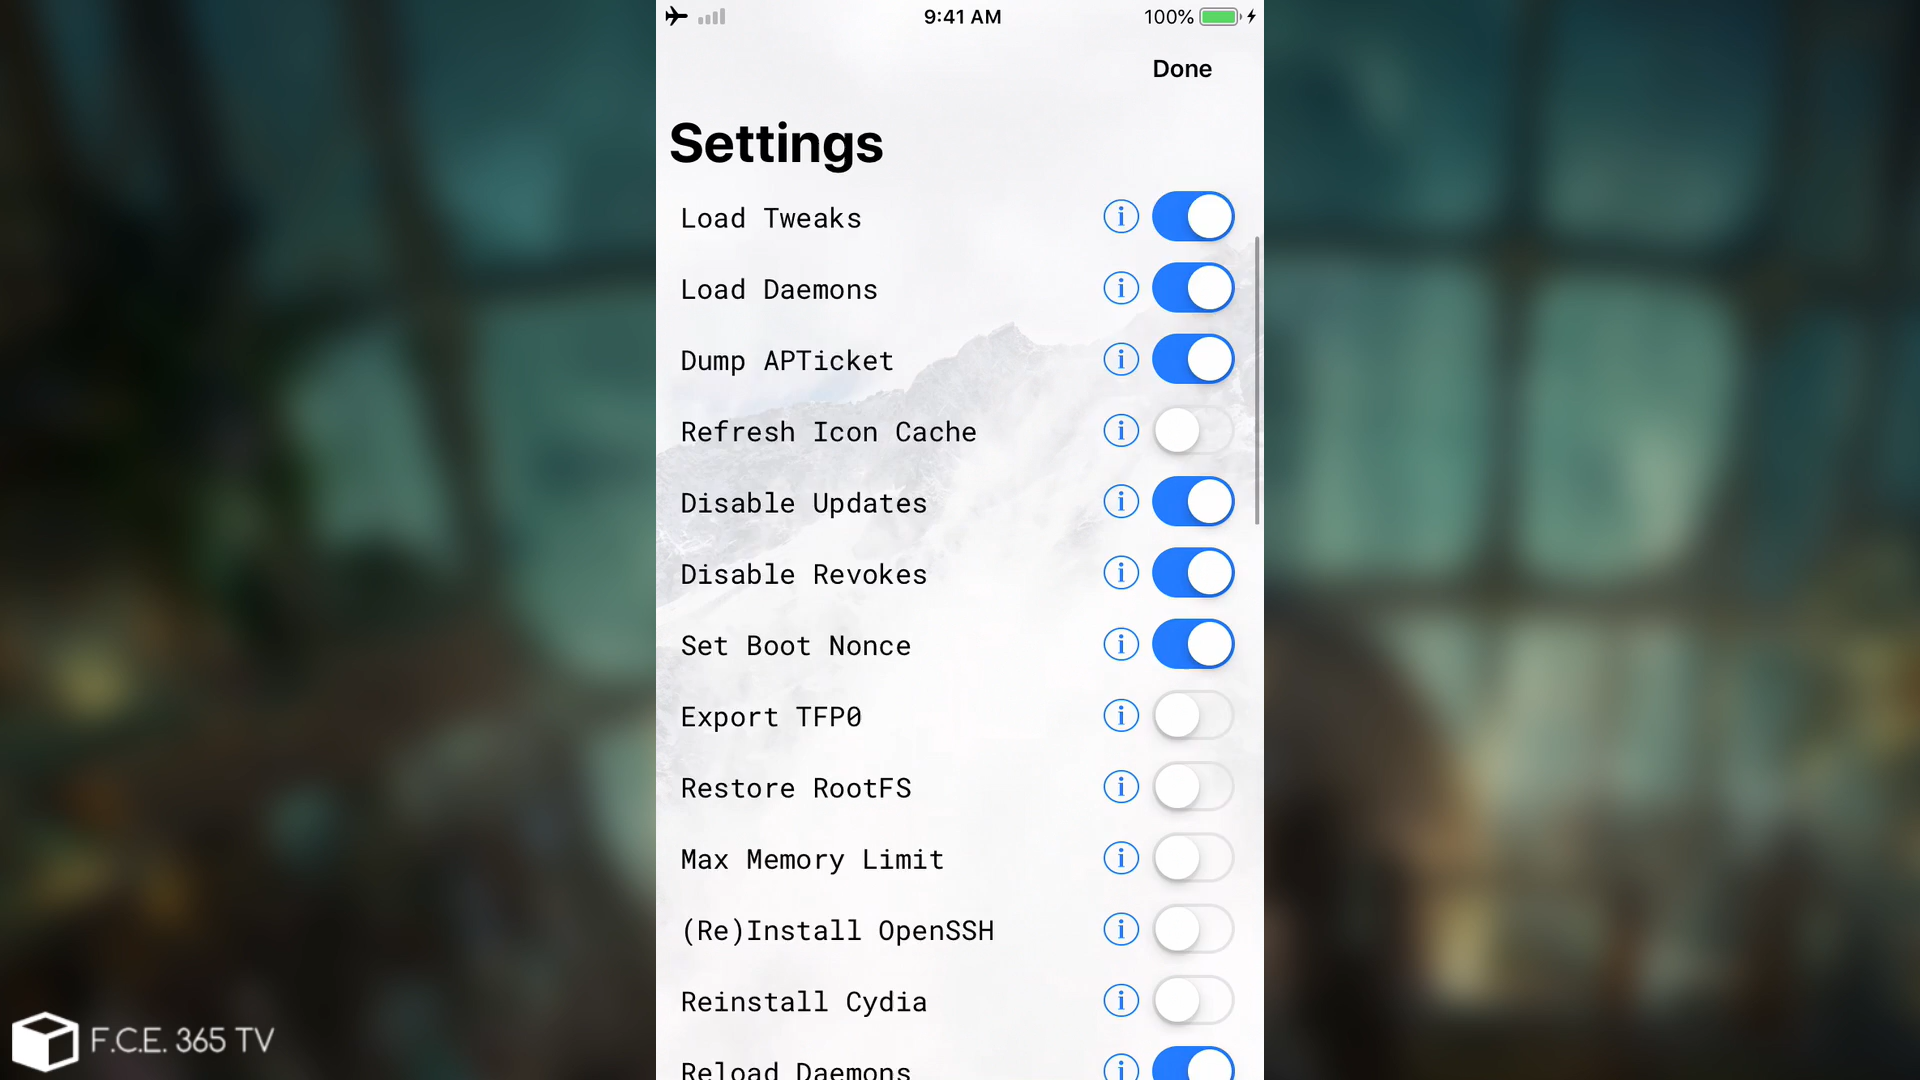 9:41 AM
100%
Done
Settings
Load Tweaks
Load Daemons
Dump APTicket
Refresh Icon Cache
Disable Updates
Disable Revokes
Set Boot Nonce
Export TFP0
Restore RootFS
Max Memory Limit
(Re)Install OpenSSH
Reinstall Cydia
Reload Daemons
F.C.E. 365 TV